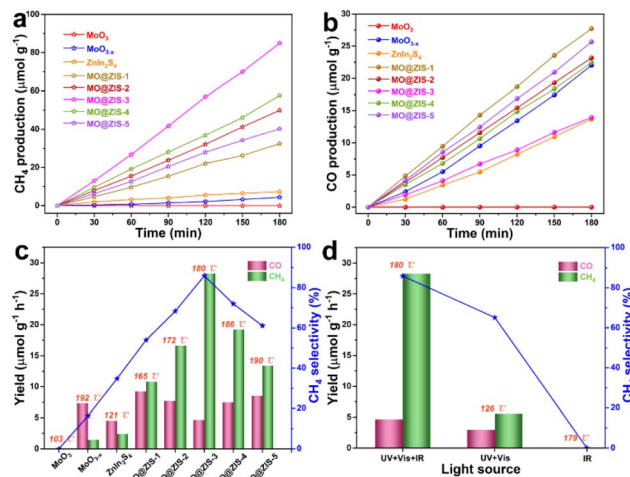 a
CH₄ production (μmol g⁻¹)
100
80
60
40
20
0
MoO₃
MoO₃₋ₓ
ZnIn₂S₄
MO@ZIS-1
MO@ZIS-2
MO@ZIS-3
MO@ZIS-4
MO@ZIS-5
0 30 60 90 120 150 180
Time (min)
b
CO production (μmol g⁻¹)
30
25
20
15
10
5
0
MoO₃
MoO₃₋ₓ
ZnIn₂S₄
MO@ZIS-1
MO@ZIS-2
MO@ZIS-3
MO@ZIS-4
MO@ZIS-5
0 30 60 90 120 150 180
Time (min)
c
Yield (μmol g⁻¹ h⁻¹)
30
25
20
15
10
5
0
CO
CH₄
103 ℃
192 ℃
121 ℃
165 ℃
172 ℃
180 ℃
186 ℃
190 ℃
100
80
60
40
20
0
CH₄ selectivity (%)
MoO₃
MoO₃₋ₓ
ZnIn₂S₄
O@ZIS-1
O@ZIS-2
O@ZIS-3
O@ZIS-4
O@ZIS-5
d
Yield (μmol g⁻¹ h⁻¹)
30
25
20
15
10
5
0
CO
CH₄
180 ℃
126 ℃
179 ℃
100
80
60
40
20
0
CH₄ selectivity (%)
UV+Vis+IR UV+Vis IR
Light source